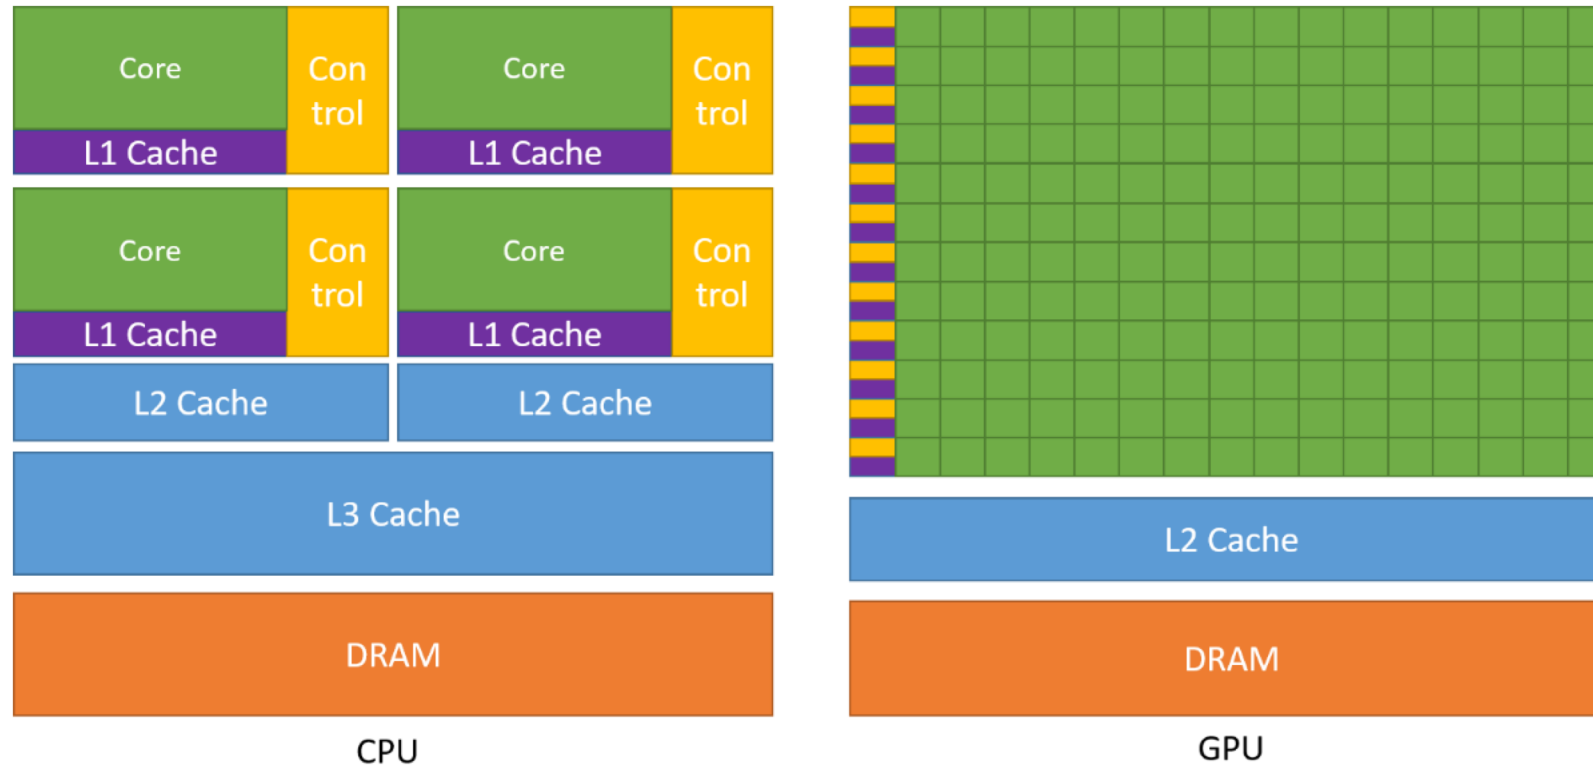 Core
Con
trol
L1 Cache
Core
Con
trol
L1 Cache
Core
Con
trol
L1 Cache
Core
Con
trol
L1 Cache
L2 Cache
L2 Cache
L3 Cache
DRAM
CPU
L2 Cache
DRAM
GPU